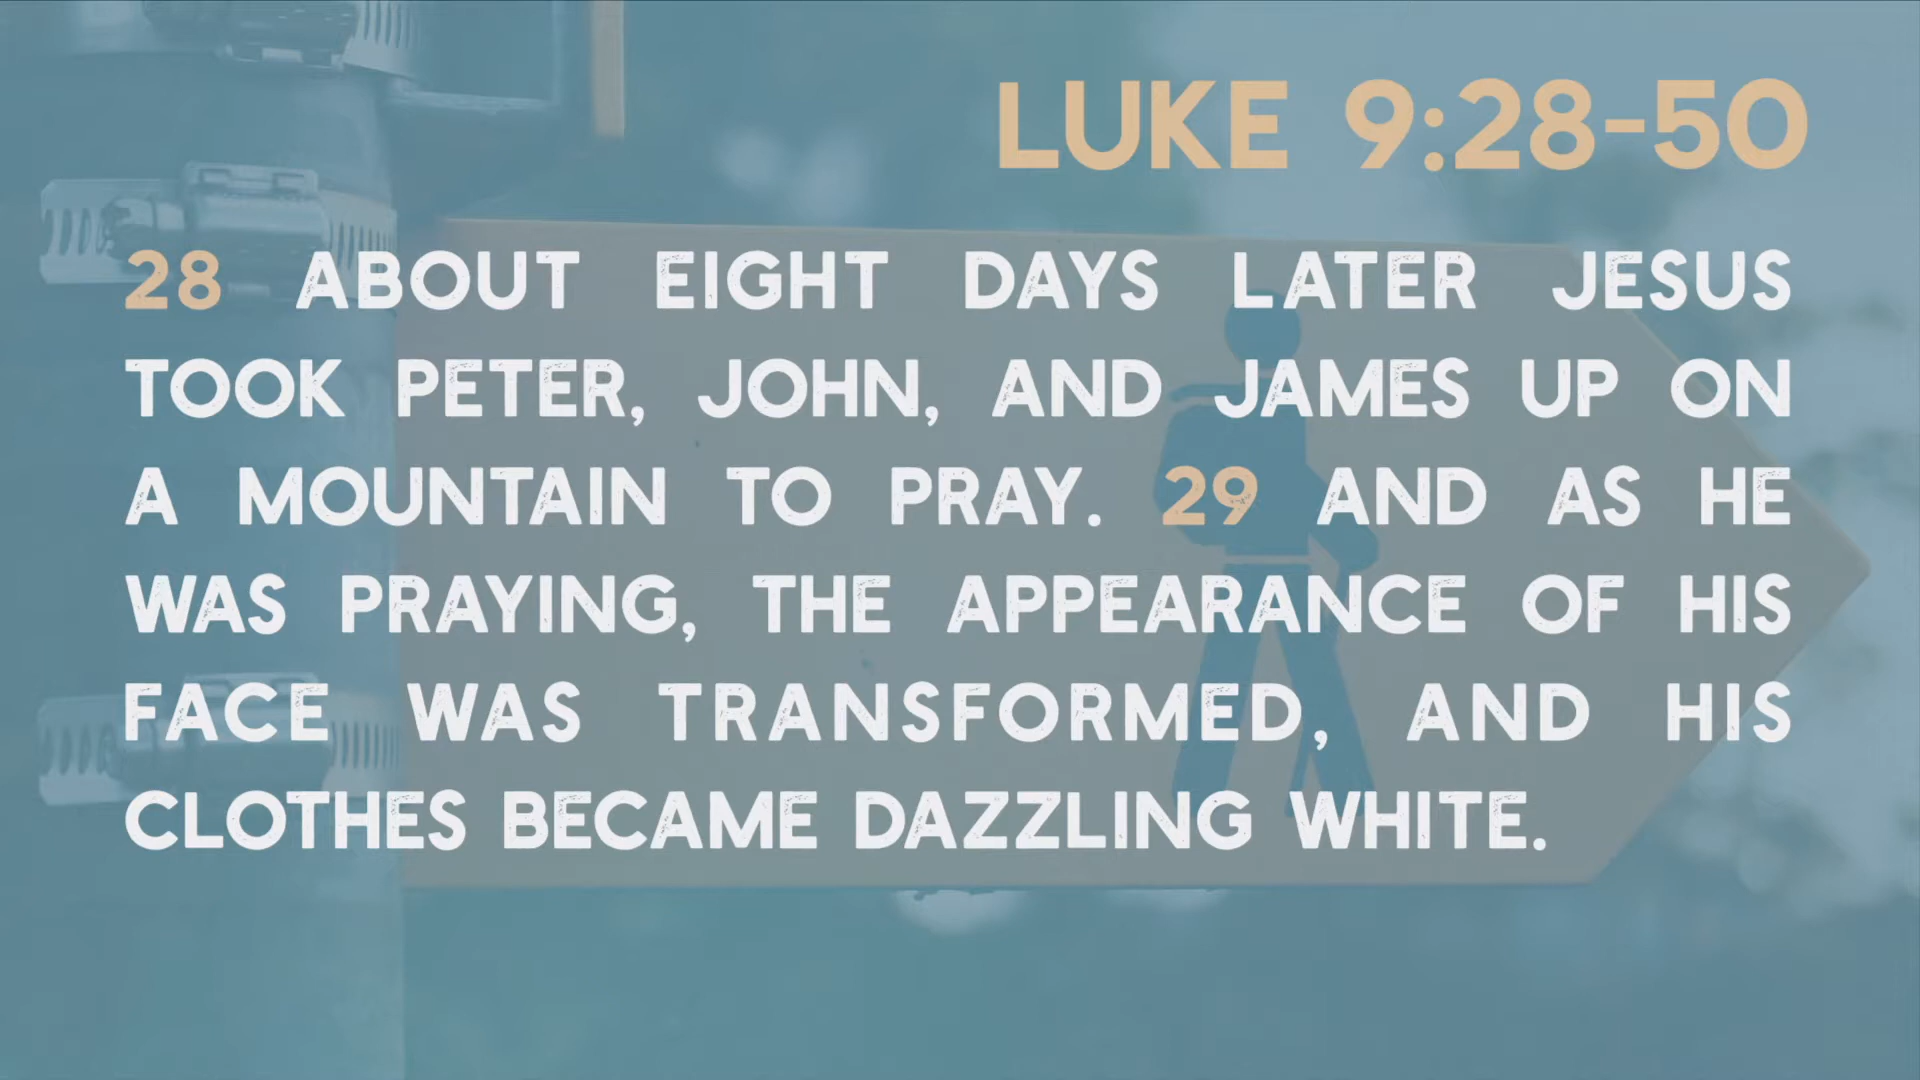 LUKE 9:28-50
28 ABOUT EIGHT DAYS LATER JESUS
TOOK PETER, JOHN, AND JAMES UP ON
A MOUNTAIN TO PRAY. 29 AND AS HE
WAS PRAYING, THE APPEARANCE OF HIS
FACE WAS TRANSFORMED, AND HIS
CLOTHES BECAME DAZZLING WHITE.